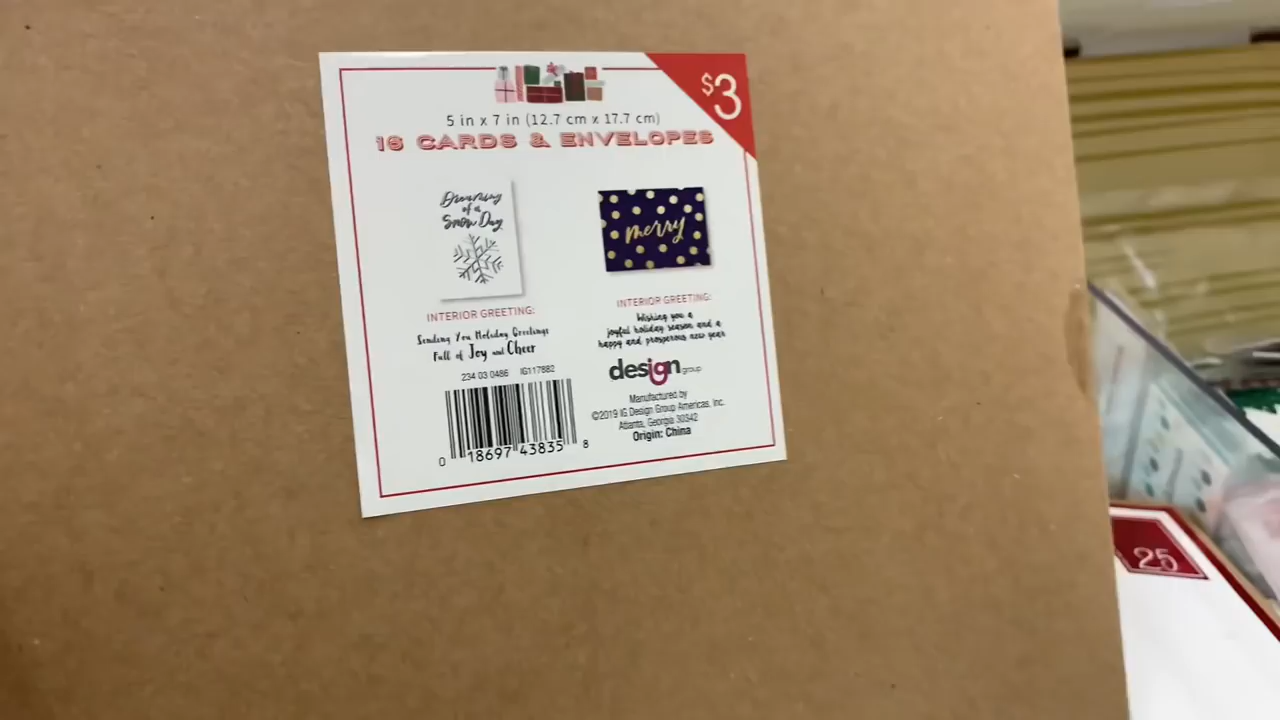 $3
5 in x 7 in (12.7 cm x 17.7 cm)
16 CARDS & ENVELOPES
Dreaming
of a
Snow Day
merry
INTERIOR GREETING:
Sending You Holiday Greetings
Full of Joy and Cheer
INTERIOR GREETING:
Wishing you a
joyful holiday season and a
happy and prosperous new year
234 03 0486 IG117882
0 18697 43835 8
design group
Manufactured by
©2019 IG Design Group Americas, Inc.
Atlanta, Georgia 30342
Origin: China
25